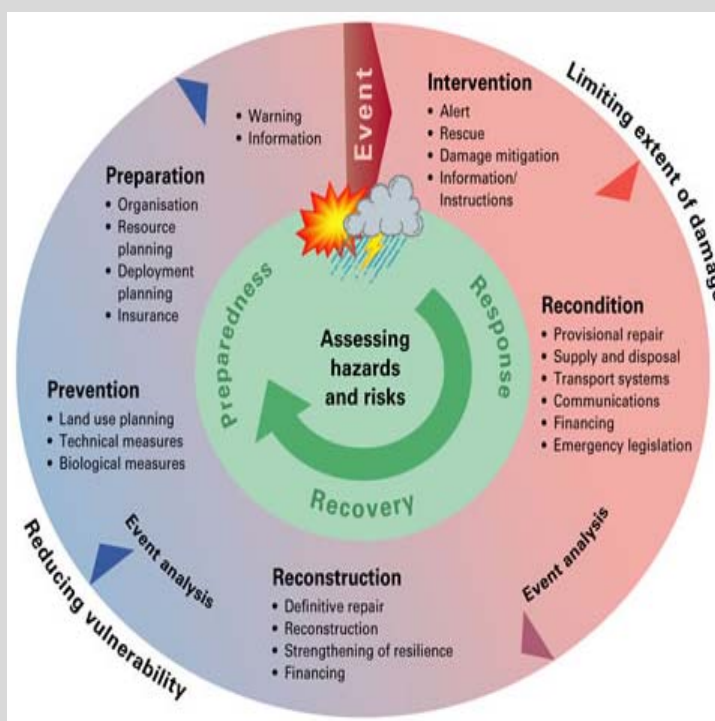 Event
Intervention
• Alert
• Rescue
• Damage mitigation
• Information/
Instructions
Limiting extent of damage
Recondition
• Provisional repair
• Supply and disposal
• Transport systems
• Communications
• Financing
• Emergency legislation
Event analysis
Reconstruction
• Definitive repair
• Reconstruction
• Strengthening of resilience
• Financing
Event analysis
Reducing vulnerability
Prevention
• Land use planning
• Technical measures
• Biological measures
Preparation
• Organisation
• Resource
planning
• Deployment
planning
• Insurance
• Warning
• Information
Response
Recovery
Preparedness
Assessing
hazards
and risks